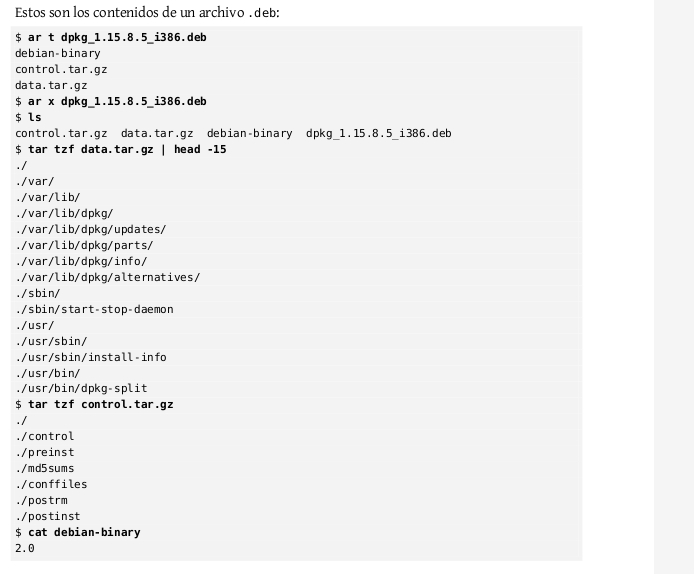 Estos son los contenidos de un archivo .deb:
$ ar t dpkg_1.15.8.5_i386.deb
debian-binary
control.tar.gz
data.tar.gz
$ ar x dpkg_1.15.8.5_i386.deb
$ ls
control.tar.gz  data.tar.gz  debian-binary  dpkg_1.15.8.5_i386.deb
$ tar tzf data.tar.gz | head -15
./
./var/
./var/lib/
./var/lib/dpkg/
./var/lib/dpkg/updates/
./var/lib/dpkg/parts/
./var/lib/dpkg/info/
./var/lib/dpkg/alternatives/
./sbin/
./sbin/start-stop-daemon
./usr/
./usr/sbin/
./usr/sbin/install-info
./usr/bin/
./usr/bin/dpkg-split
$ tar tzf control.tar.gz
./
./control
./preinst
./md5sums
./conffiles
./postrm
./postinst
$ cat debian-binary
2.0